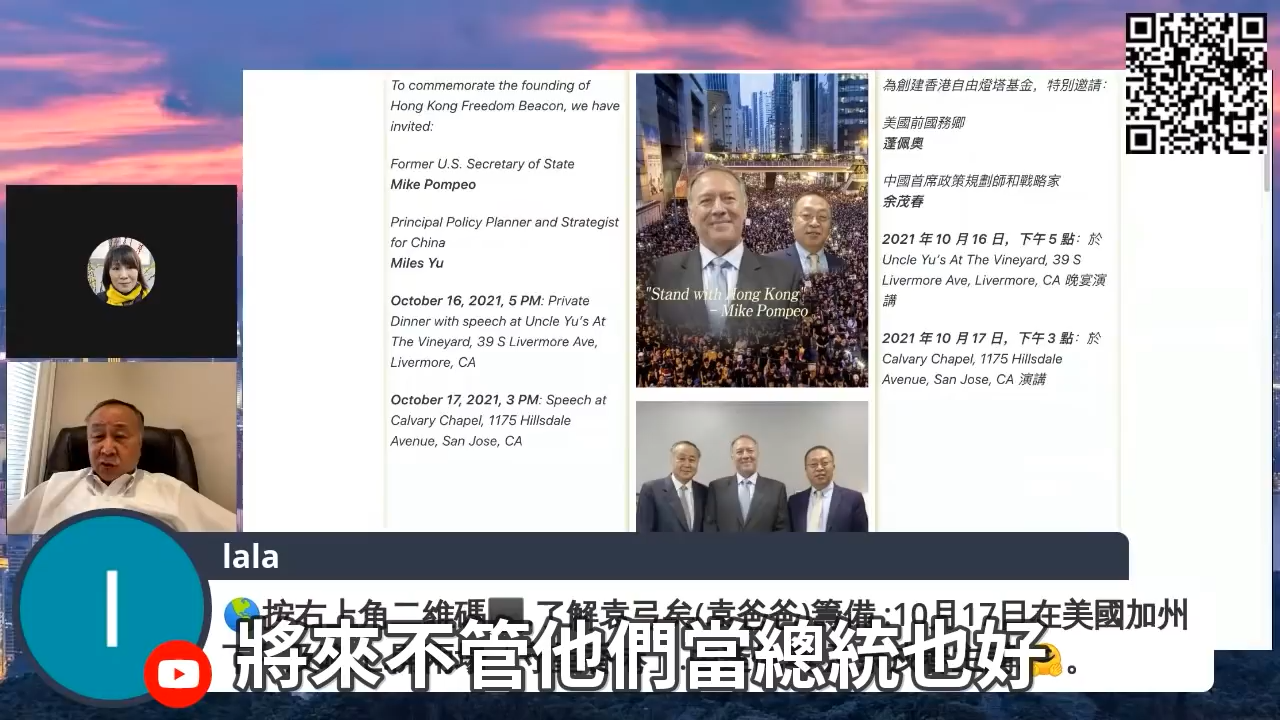 To commemorate the founding of
Hong Kong Freedom Beacon, we have
invited:
Former U.S. Secretary of State
Mike Pompeo
Principal Policy Planner and Strategist
for China
Miles Yu
October 16, 2021, 5 PM: Private
Dinner with speech at Uncle Yu's At
The Vineyard, 39 S Livermore Ave,
Livermore, CA
October 17, 2021, 3 PM: Speech at
Calvary Chapel, 1175 Hillsdale
Avenue, San Jose, CA
"Stand with Hong Kong"
– Mike Pompeo
為創建香港自由燈塔基金，特別邀請：
美國前國務卿
蓬佩奧
中國首席政策規劃師和戰略家
余茂春
2021 年 10 月 16 日，下午 5 點：於
Uncle Yu's At The Vineyard, 39 S
Livermore Ave, Livermore, CA 晚宴演
講
2021 年 10 月 17 日，下午 3 點：於
Calvary Chapel, 1175 Hillsdale
Avenue, San Jose, CA 演講
l
lala
🌎按右上角二維碼⬛ 了解袁弓夷(袁爸爸)籌備 :10月17日在美國加州
🤗。
將來不管他們當總統也好